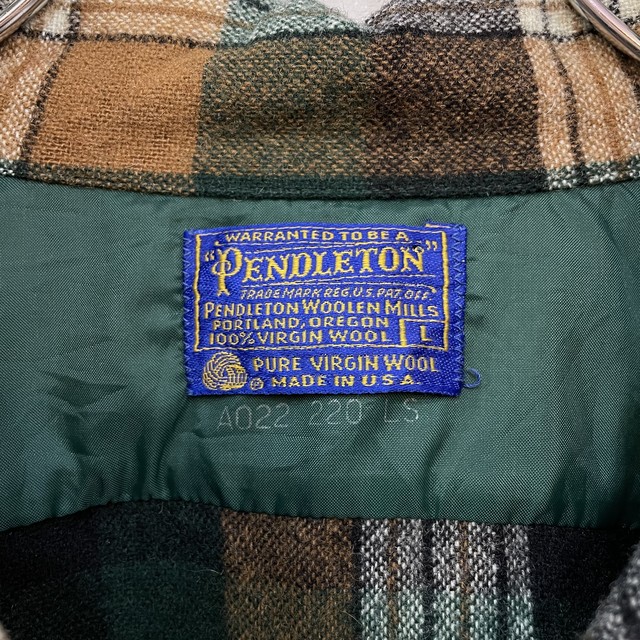 WARRANTED TO BE A
"PENDLETON"
TRADE MARK REG. U.S. PAT. OFF.
PENDLETON WOOLEN MILLS
PORTLAND, OREGON
100% VIRGIN WOOL L
PURE VIRGIN WOOL
MADE IN U.S.A.
A022 220 LS